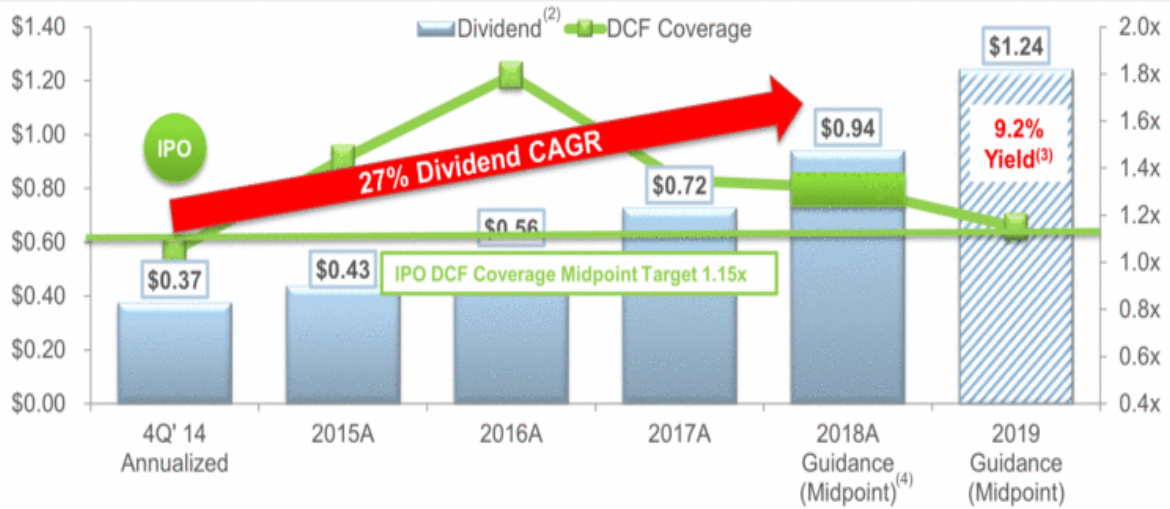 Dividend(2) DCF Coverage
$1.40
$1.20
$1.00
$0.80
$0.60
$0.40
$0.20
$0.00
2.0x
1.8x
1.6x
1.4x
1.2x
1.0x
0.8x
0.6x
0.4x
IPO
27% Dividend CAGR
$0.37
$0.43
$0.56
$0.72
$0.94
$1.24
9.2%
Yield(3)
IPO DCF Coverage Midpoint Target 1.15x
4Q' 14
Annualized
2015A
2016A
2017A
2018A
Guidance
(Midpoint)(4)
2019
Guidance
(Midpoint)